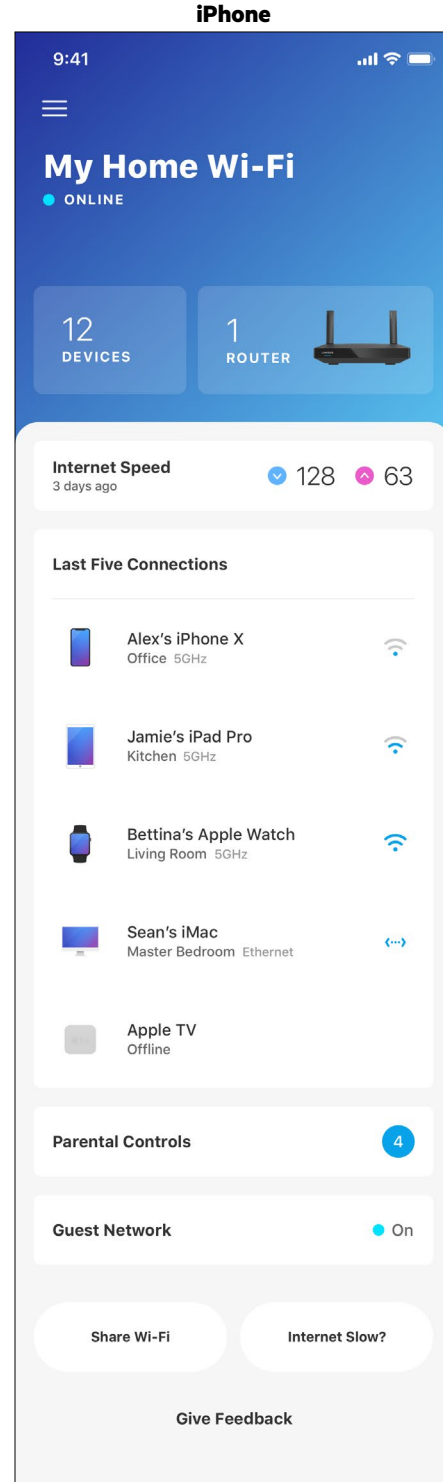 iPhone
9:41
My Home Wi-Fi
ONLINE
12
DEVICES
1
ROUTER
Internet Speed
3 days ago
128
63
Last Five Connections
Alex’s iPhone X
Office 5GHz
Jamie’s iPad Pro
Kitchen 5GHz
Bettina’s Apple Watch
Living Room 5GHz
Sean’s iMac
Master Bedroom Ethernet
Apple TV
Offline
Parental Controls
4
Guest Network
On
Share Wi-Fi
Internet Slow?
Give Feedback